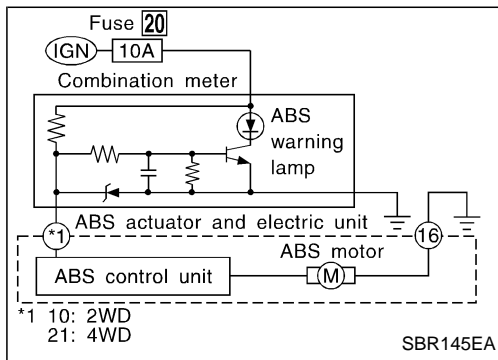 Fuse 20
IGN 10A
Combination meter
ABS
warning
lamp
*1 ABS actuator and electric unit 16
ABS motor
ABS control unit M
*1 10: 2WD
21: 4WD
SBR145EA